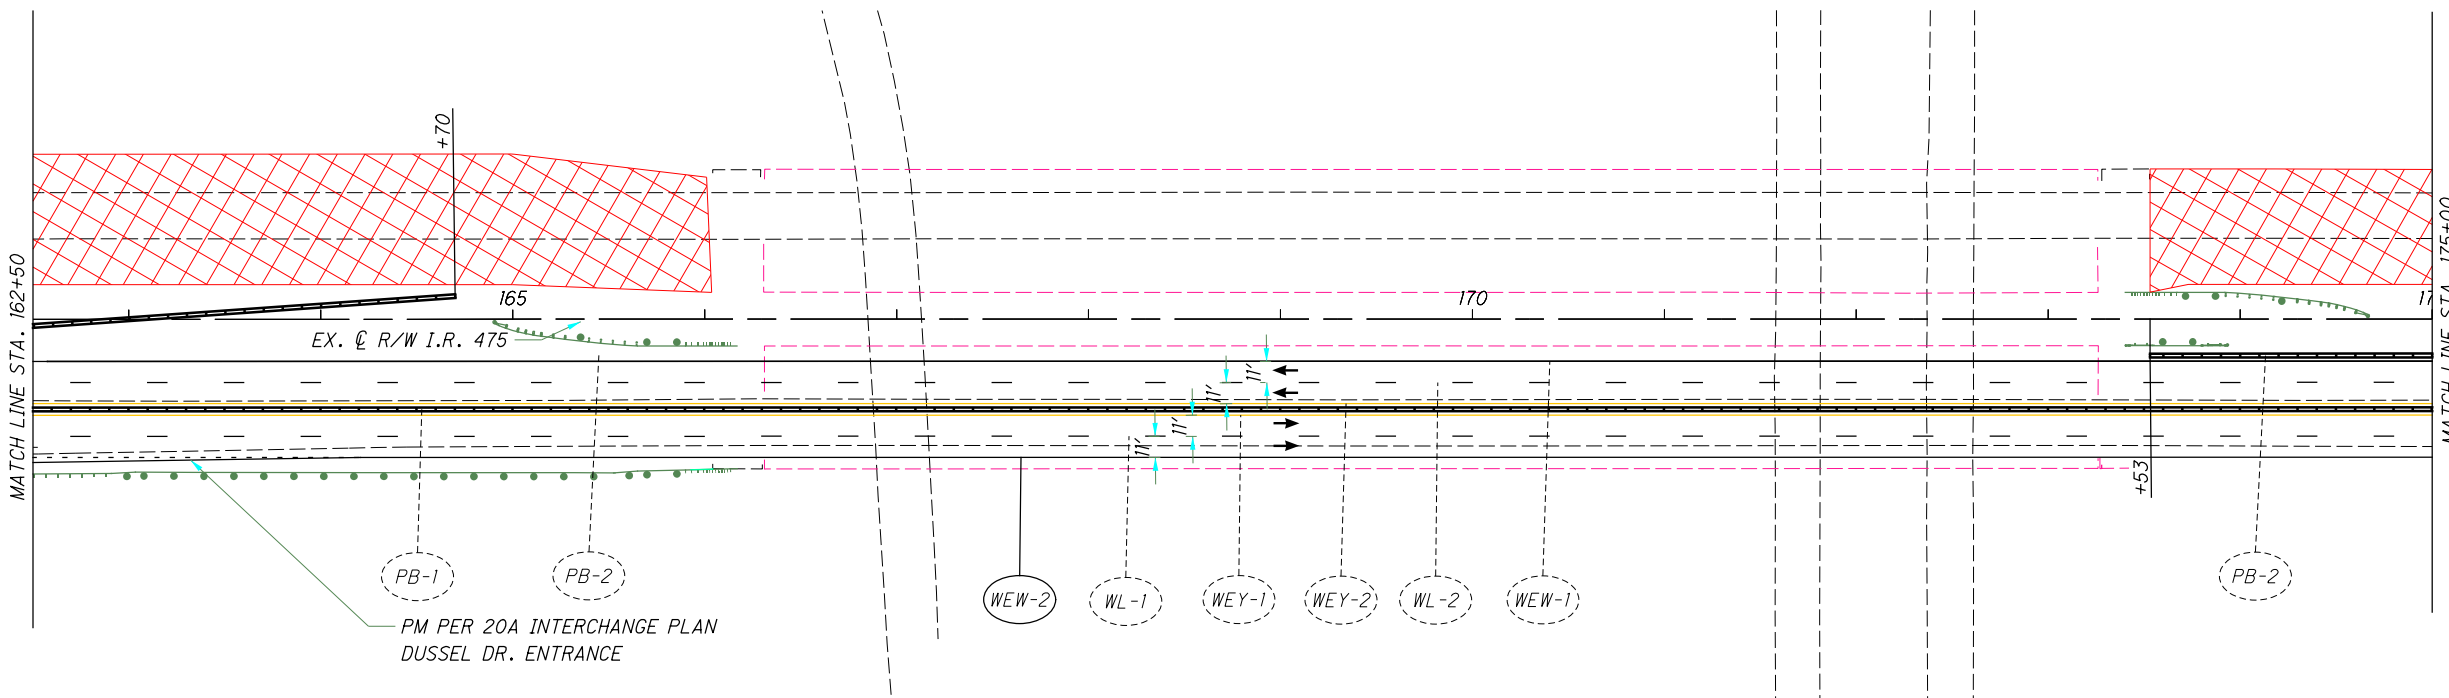 MATCH LINE STA. 162+50
+70
165
170
17
MATCH LINE STA. 175+00
EX. ℄ R/W I.R. 475
11'
11'
11'
11'
+53
PB-1
PB-2
WEW-2
WL-1
WEY-1
WEY-2
WL-2
WEW-1
PB-2
PM PER 20A INTERCHANGE PLAN
DUSSEL DR. ENTRANCE